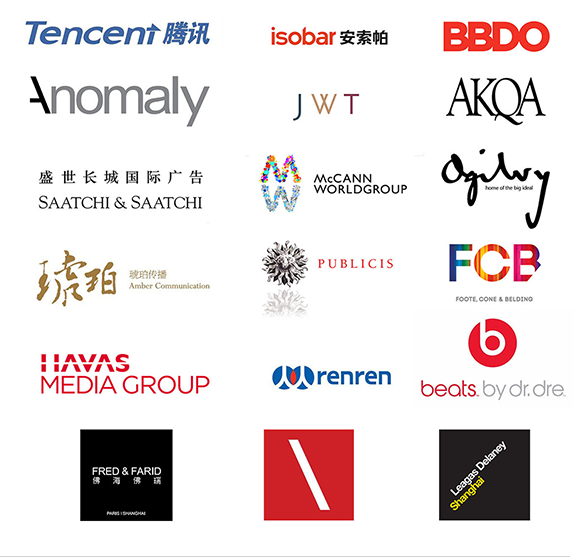 Tencent 腾讯
isobar 安索帕
BBDO
Anomaly
JWT
AKQA
盛世长城国际广告
SAATCHI & SAATCHI
McCANN
WORLDGROUP
Ogilvy
home of the big ideal
琥珀
琥珀传播
Amber Communication
PUBLICIS
FCB
FOOTE, CONE & BELDING
HAVAS
MEDIA GROUP
renren
b
beats. by dr. dre.
FRED & FARID
佛海佛瑞
PARIS | SHANGHAI
\
Leagas Delaney
Shanghai